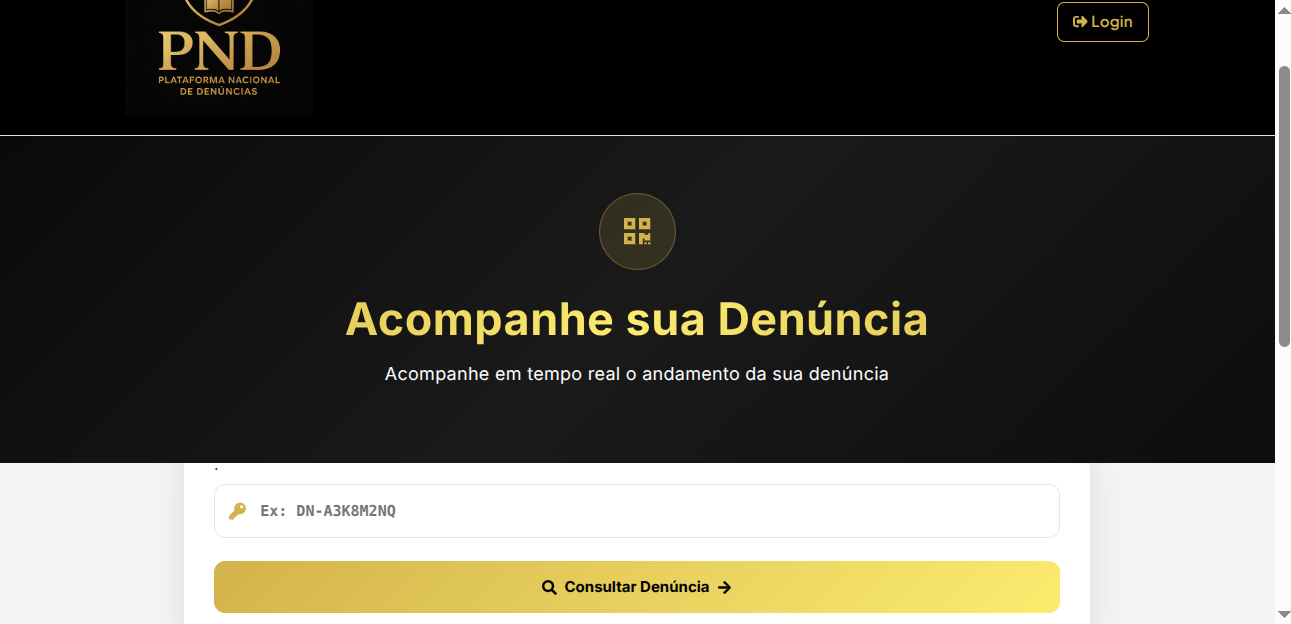 PND
PLATAFORMA NACIONAL
DE DENÚNCIAS
Login
Acompanhe sua Denúncia
Acompanhe em tempo real o andamento da sua denúncia
.
Ex: DN-A3K8M2NQ
Consultar Denúncia